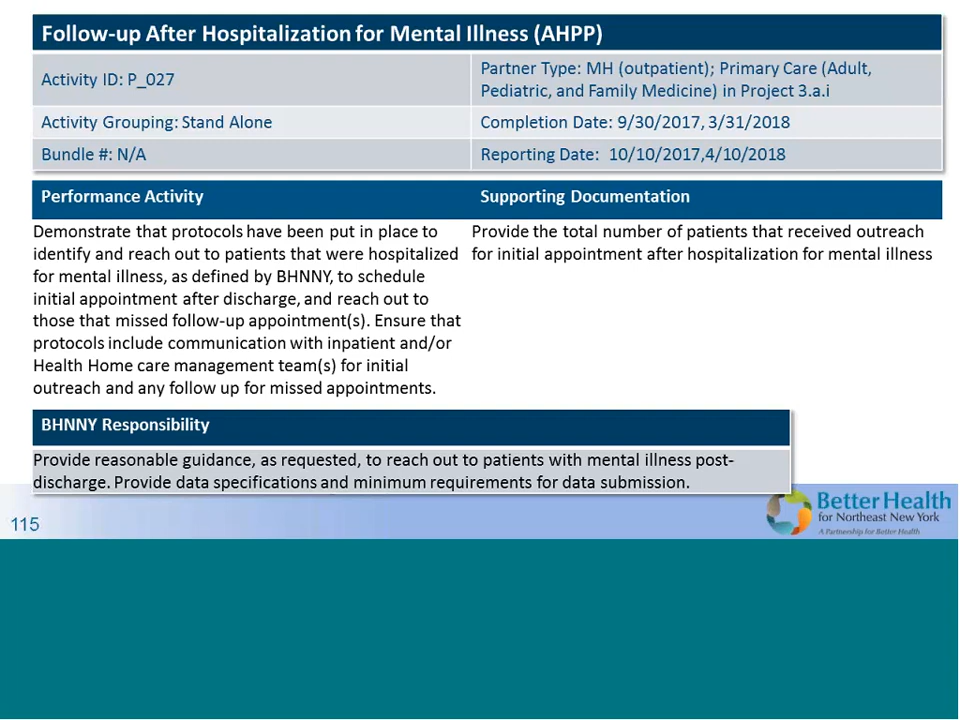 Follow-up After Hospitalization for Mental Illness (AHPP)
Activity ID: P_027
Partner Type: MH (outpatient); Primary Care (Adult,
Pediatric, and Family Medicine) in Project 3.a.i
Activity Grouping: Stand Alone
Completion Date: 9/30/2017, 3/31/2018
Bundle #: N/A
Reporting Date: 10/10/2017,4/10/2018
Performance Activity
Supporting Documentation
Demonstrate that protocols have been put in place to
identify and reach out to patients that were hospitalized
for mental illness, as defined by BHNNY, to schedule
initial appointment after discharge, and reach out to
those that missed follow-up appointment(s). Ensure that
protocols include communication with inpatient and/or
Health Home care management team(s) for initial
outreach and any follow up for missed appointments.
Provide the total number of patients that received outreach
for initial appointment after hospitalization for mental illness
BHNNY Responsibility
Provide reasonable guidance, as requested, to reach out to patients with mental illness post-
discharge. Provide data specifications and minimum requirements for data submission.
115
Better Health
for Northeast New York
A Partnership for Better Health